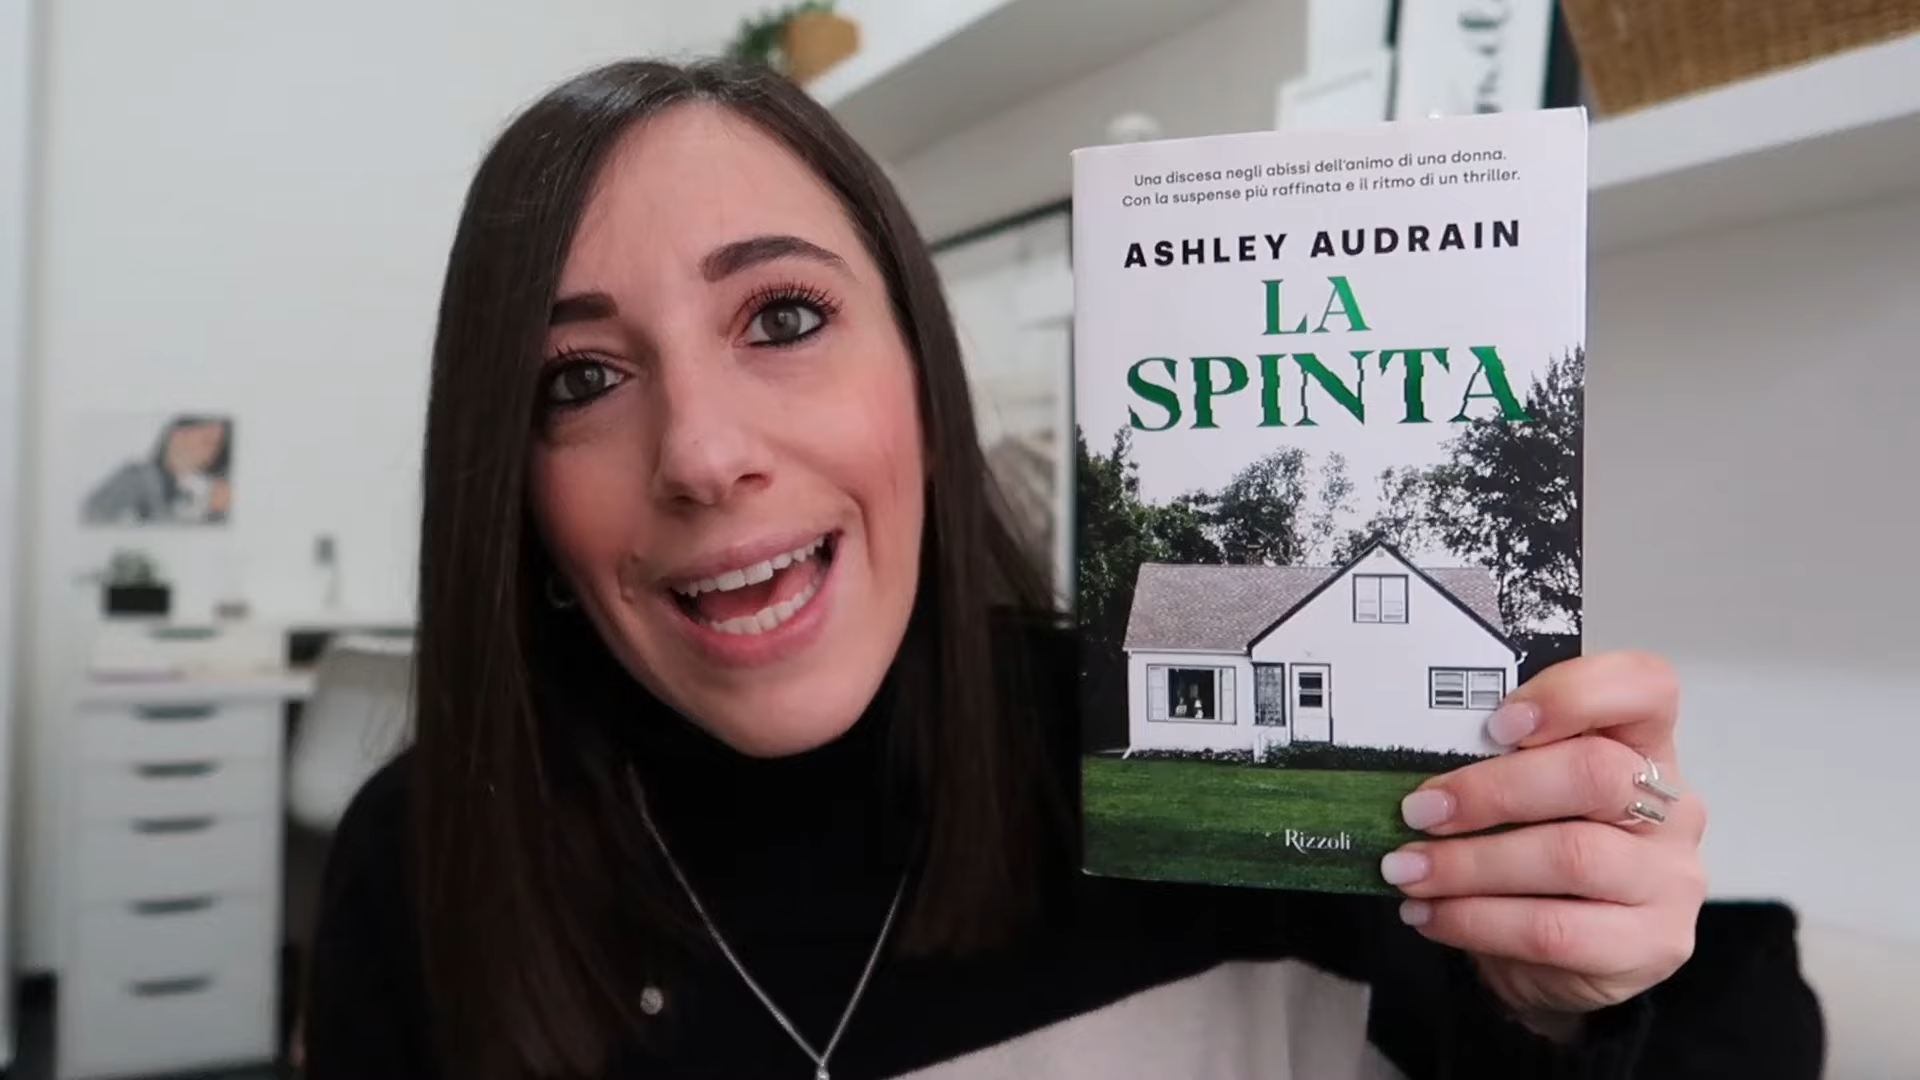 Una discesa negli abissi dell'animo di una donna.
Con la suspense più raffinata e il ritmo di un thriller.
ASHLEY AUDRAIN
LA
SPINTA
Rizzoli